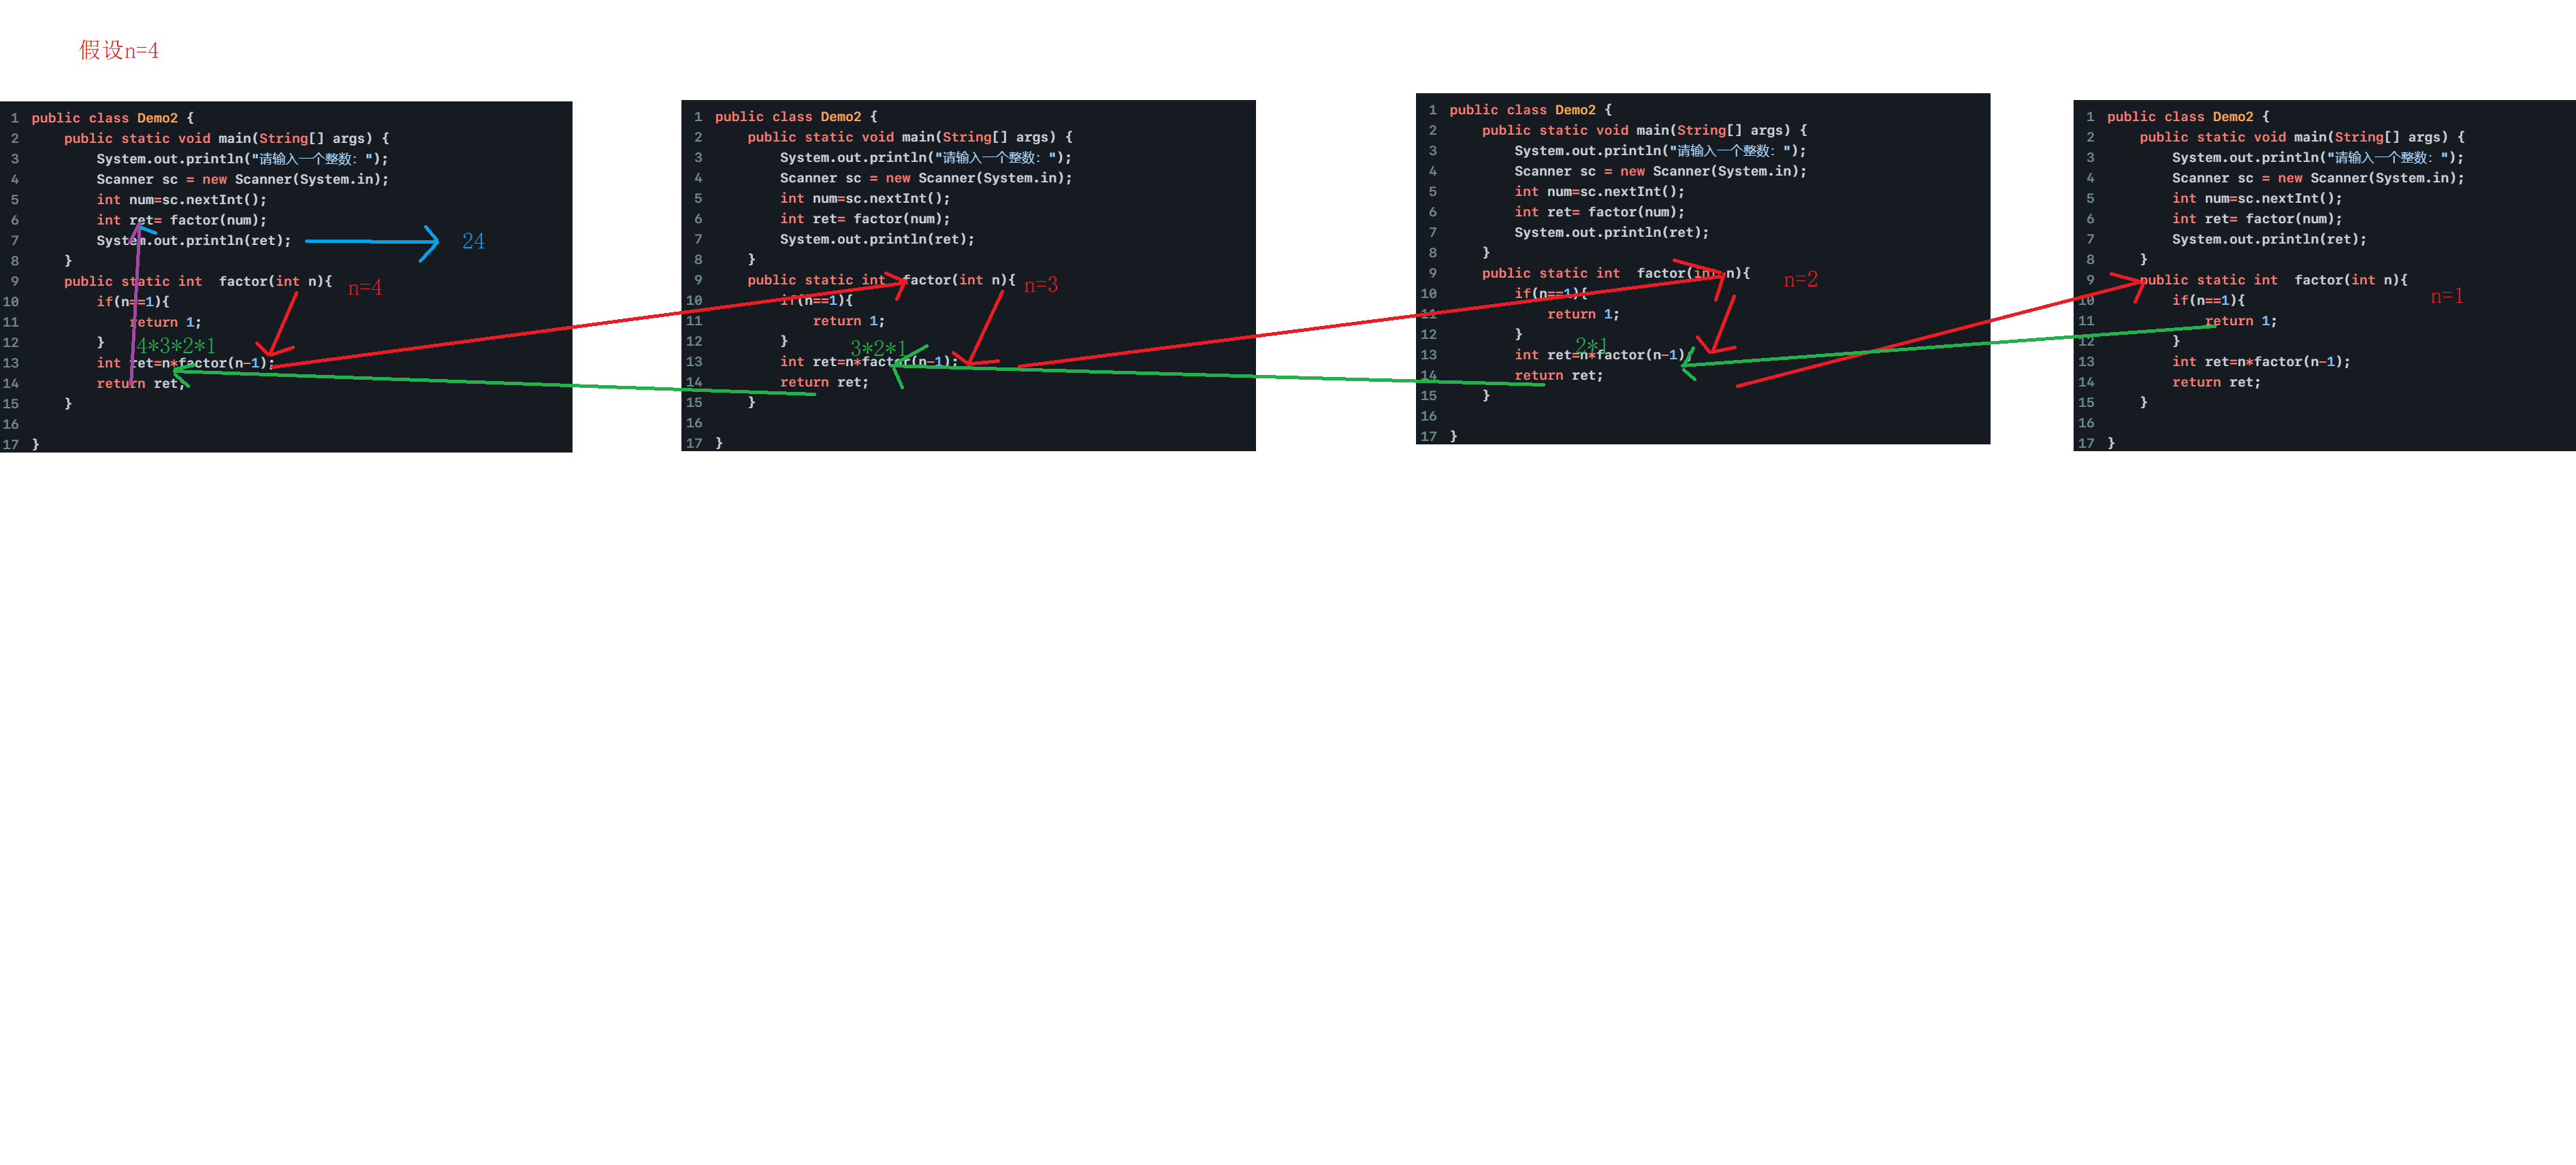 假设n=4
1 public class Demo2 {
2 public static void main(String[] args) {
3 System.out.println("请输入一个整数：");
4 Scanner sc = new Scanner(System.in);
5 int num=sc.nextInt();
6 int ret= factor(num);
7 System.out.println(ret);
24
8 }
9 public static int  factor(int n){
n=4
10 if(n==1){
11 return 1;
12 }
4*3*2*1
13 int ret=n*factor(n-1);
14 return ret;
15 }
16
17 }
1 public class Demo2 {
2 public static void main(String[] args) {
3 System.out.println("请输入一个整数：");
4 Scanner sc = new Scanner(System.in);
5 int num=sc.nextInt();
6 int ret= factor(num);
7 System.out.println(ret);
8 }
9 public static int  factor(int n){
n=3
10 if(n==1){
11 return 1;
12 }
3*2*1
13 int ret=n*factor(n-1);
14 return ret;
15 }
16
17 }
1 public class Demo2 {
2 public static void main(String[] args) {
3 System.out.println("请输入一个整数：");
4 Scanner sc = new Scanner(System.in);
5 int num=sc.nextInt();
6 int ret= factor(num);
7 System.out.println(ret);
8 }
9 public static int  factor(int n){
n=2
10 if(n==1){
11 return 1;
12 }
2*1
13 int ret=n*factor(n-1);
14 return ret;
15 }
16
17 }
1 public class Demo2 {
2 public static void main(String[] args) {
3 System.out.println("请输入一个整数：");
4 Scanner sc = new Scanner(System.in);
5 int num=sc.nextInt();
6 int ret= factor(num);
7 System.out.println(ret);
8 }
9 public static int  factor(int n){
n=1
10 if(n==1){
11 return 1;
12 }
13 int ret=n*factor(n-1);
14 return ret;
15 }
16
17 }